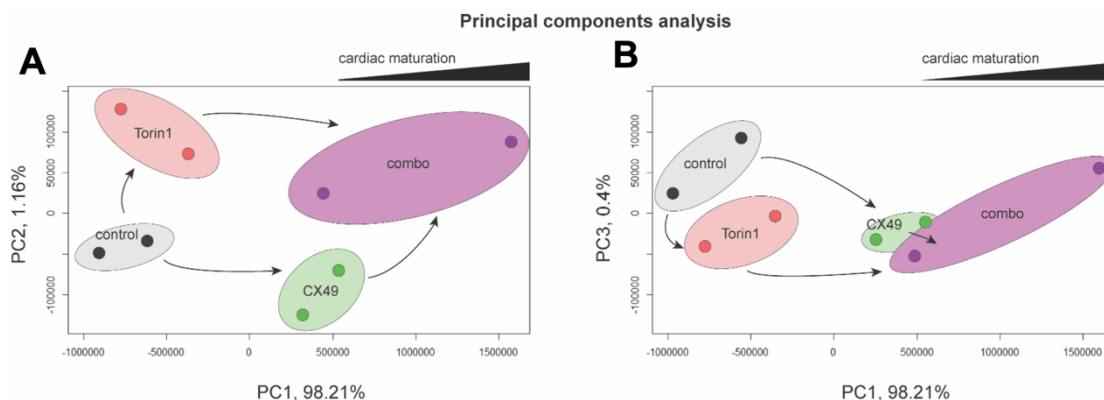 Principal components analysis
A
cardiac maturation
PC2, 1.16%
100000
50000
0
-50000
-100000
Torin1
control
combo
CX49
-1000000 -500000 0 500000 1000000 1500000
PC1, 98.21%
B
cardiac maturation
PC3, 0.4%
100000
50000
0
-50000
-100000
control
Torin1
CX49
combo
-1000000 -500000 0 500000 1000000 1500000
PC1, 98.21%